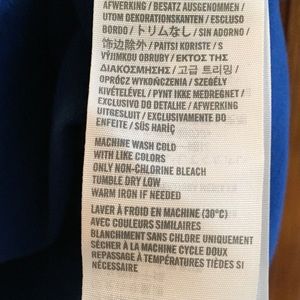 AFWERKING / BESATZ AUSGENOMMEN /
UTOM DEKORATIONSKANTEN / ESCLUSO
BORDO / トリムなし / SIN ADORNO /
饰边除外 / PAITSI KORISTE / S
VÝJIMKOU OBRUBY / ΕΚΤΟΣ ΤΗΣ
ΔΙΑΚΟΣΜΗΣΗΣ / 고급 트리밍 /
OPRÓCZ WYKOŃCZENIA / SZEGÉLY
KIVÉTELÉVEL / PYNT IKKE MEDREGNET /
EXCLUSIVO DO DETALHE / AFWERKING
UITGESLUIT / EXCLUSIVAMENTE DO
ENFEITE / SÜS HARİÇ
MACHINE WASH COLD
WITH LIKE COLORS
ONLY NON-CHLORINE BLEACH
TUMBLE DRY LOW
WARM IRON IF NEEDED
LAVER À FROID EN MACHINE (30°C)
AVEC COULEURS SIMILAIRES
BLANCHIMENT SANS CHLORE UNIQUEMENT
SÉCHER À LA MACHINE CYCLE DOUX
REPASSAGE À TEMPÉRATURES TIÈDES SI
NÉCESSAIRE